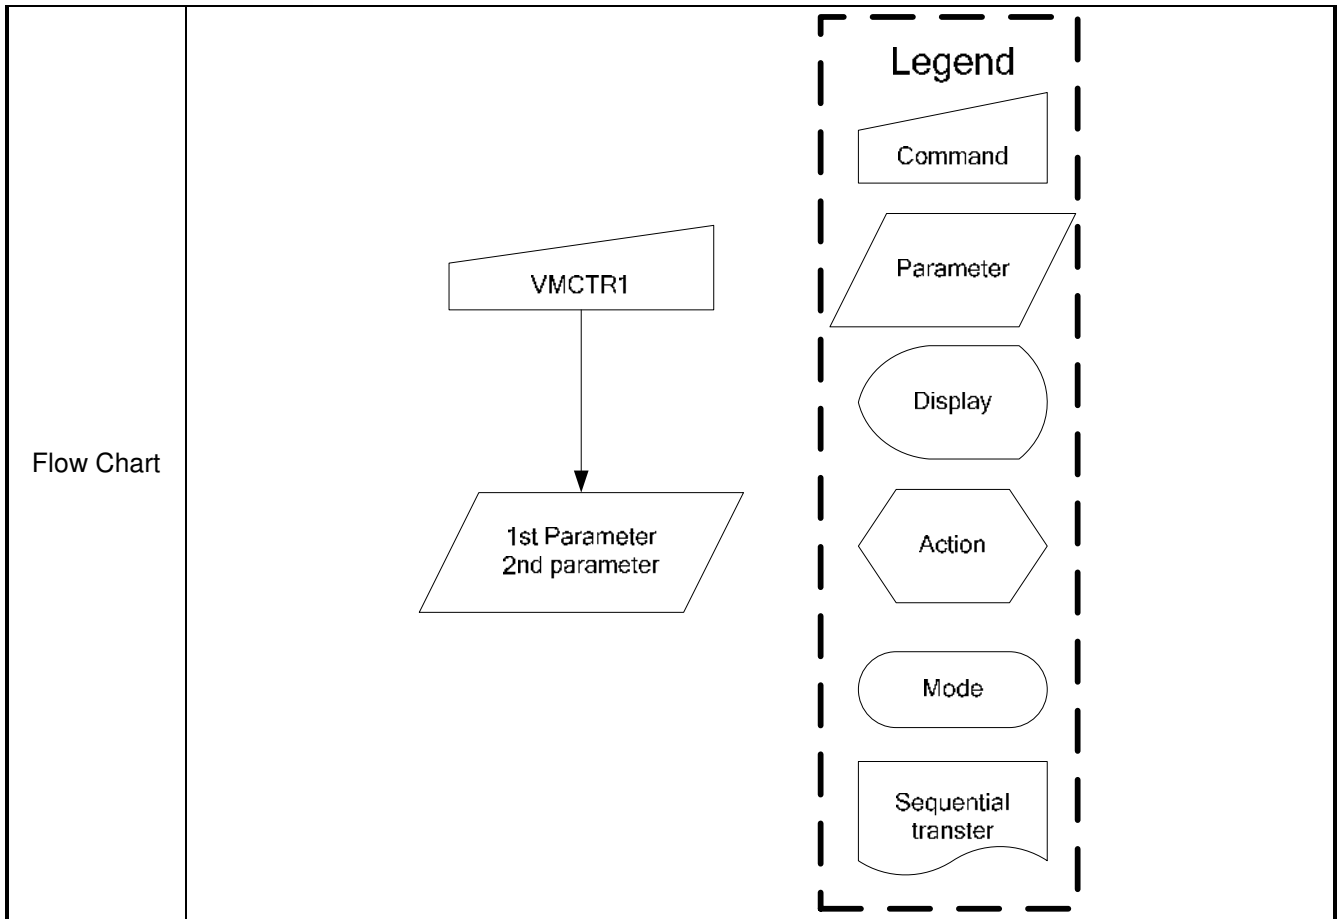 Flow Chart
VMCTR1
1st Parameter
2nd parameter
Legend
Command
Parameter
Display
Action
Mode
Sequential
transter